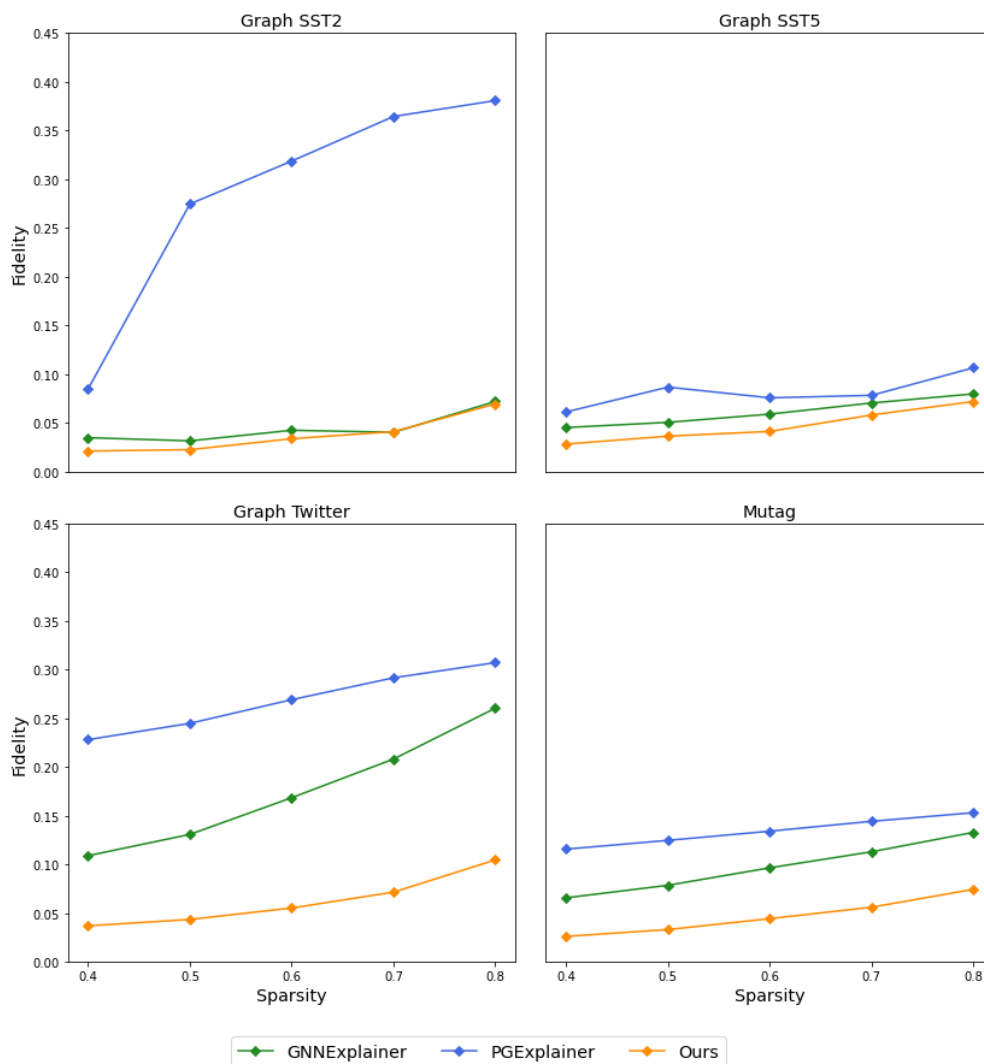 Graph SST2
Graph SST5
0.45
0.40
0.35
0.30
0.25
0.20
0.15
0.10
0.05
0.00
Fidelity
Graph Twitter
Mutag
0.45
0.40
0.35
0.30
0.25
0.20
0.15
0.10
0.05
0.00
Fidelity
0.4 0.5 0.6 0.7 0.8
0.4 0.5 0.6 0.7 0.8
Sparsity
Sparsity
GNNExplainer PGExplainer Ours